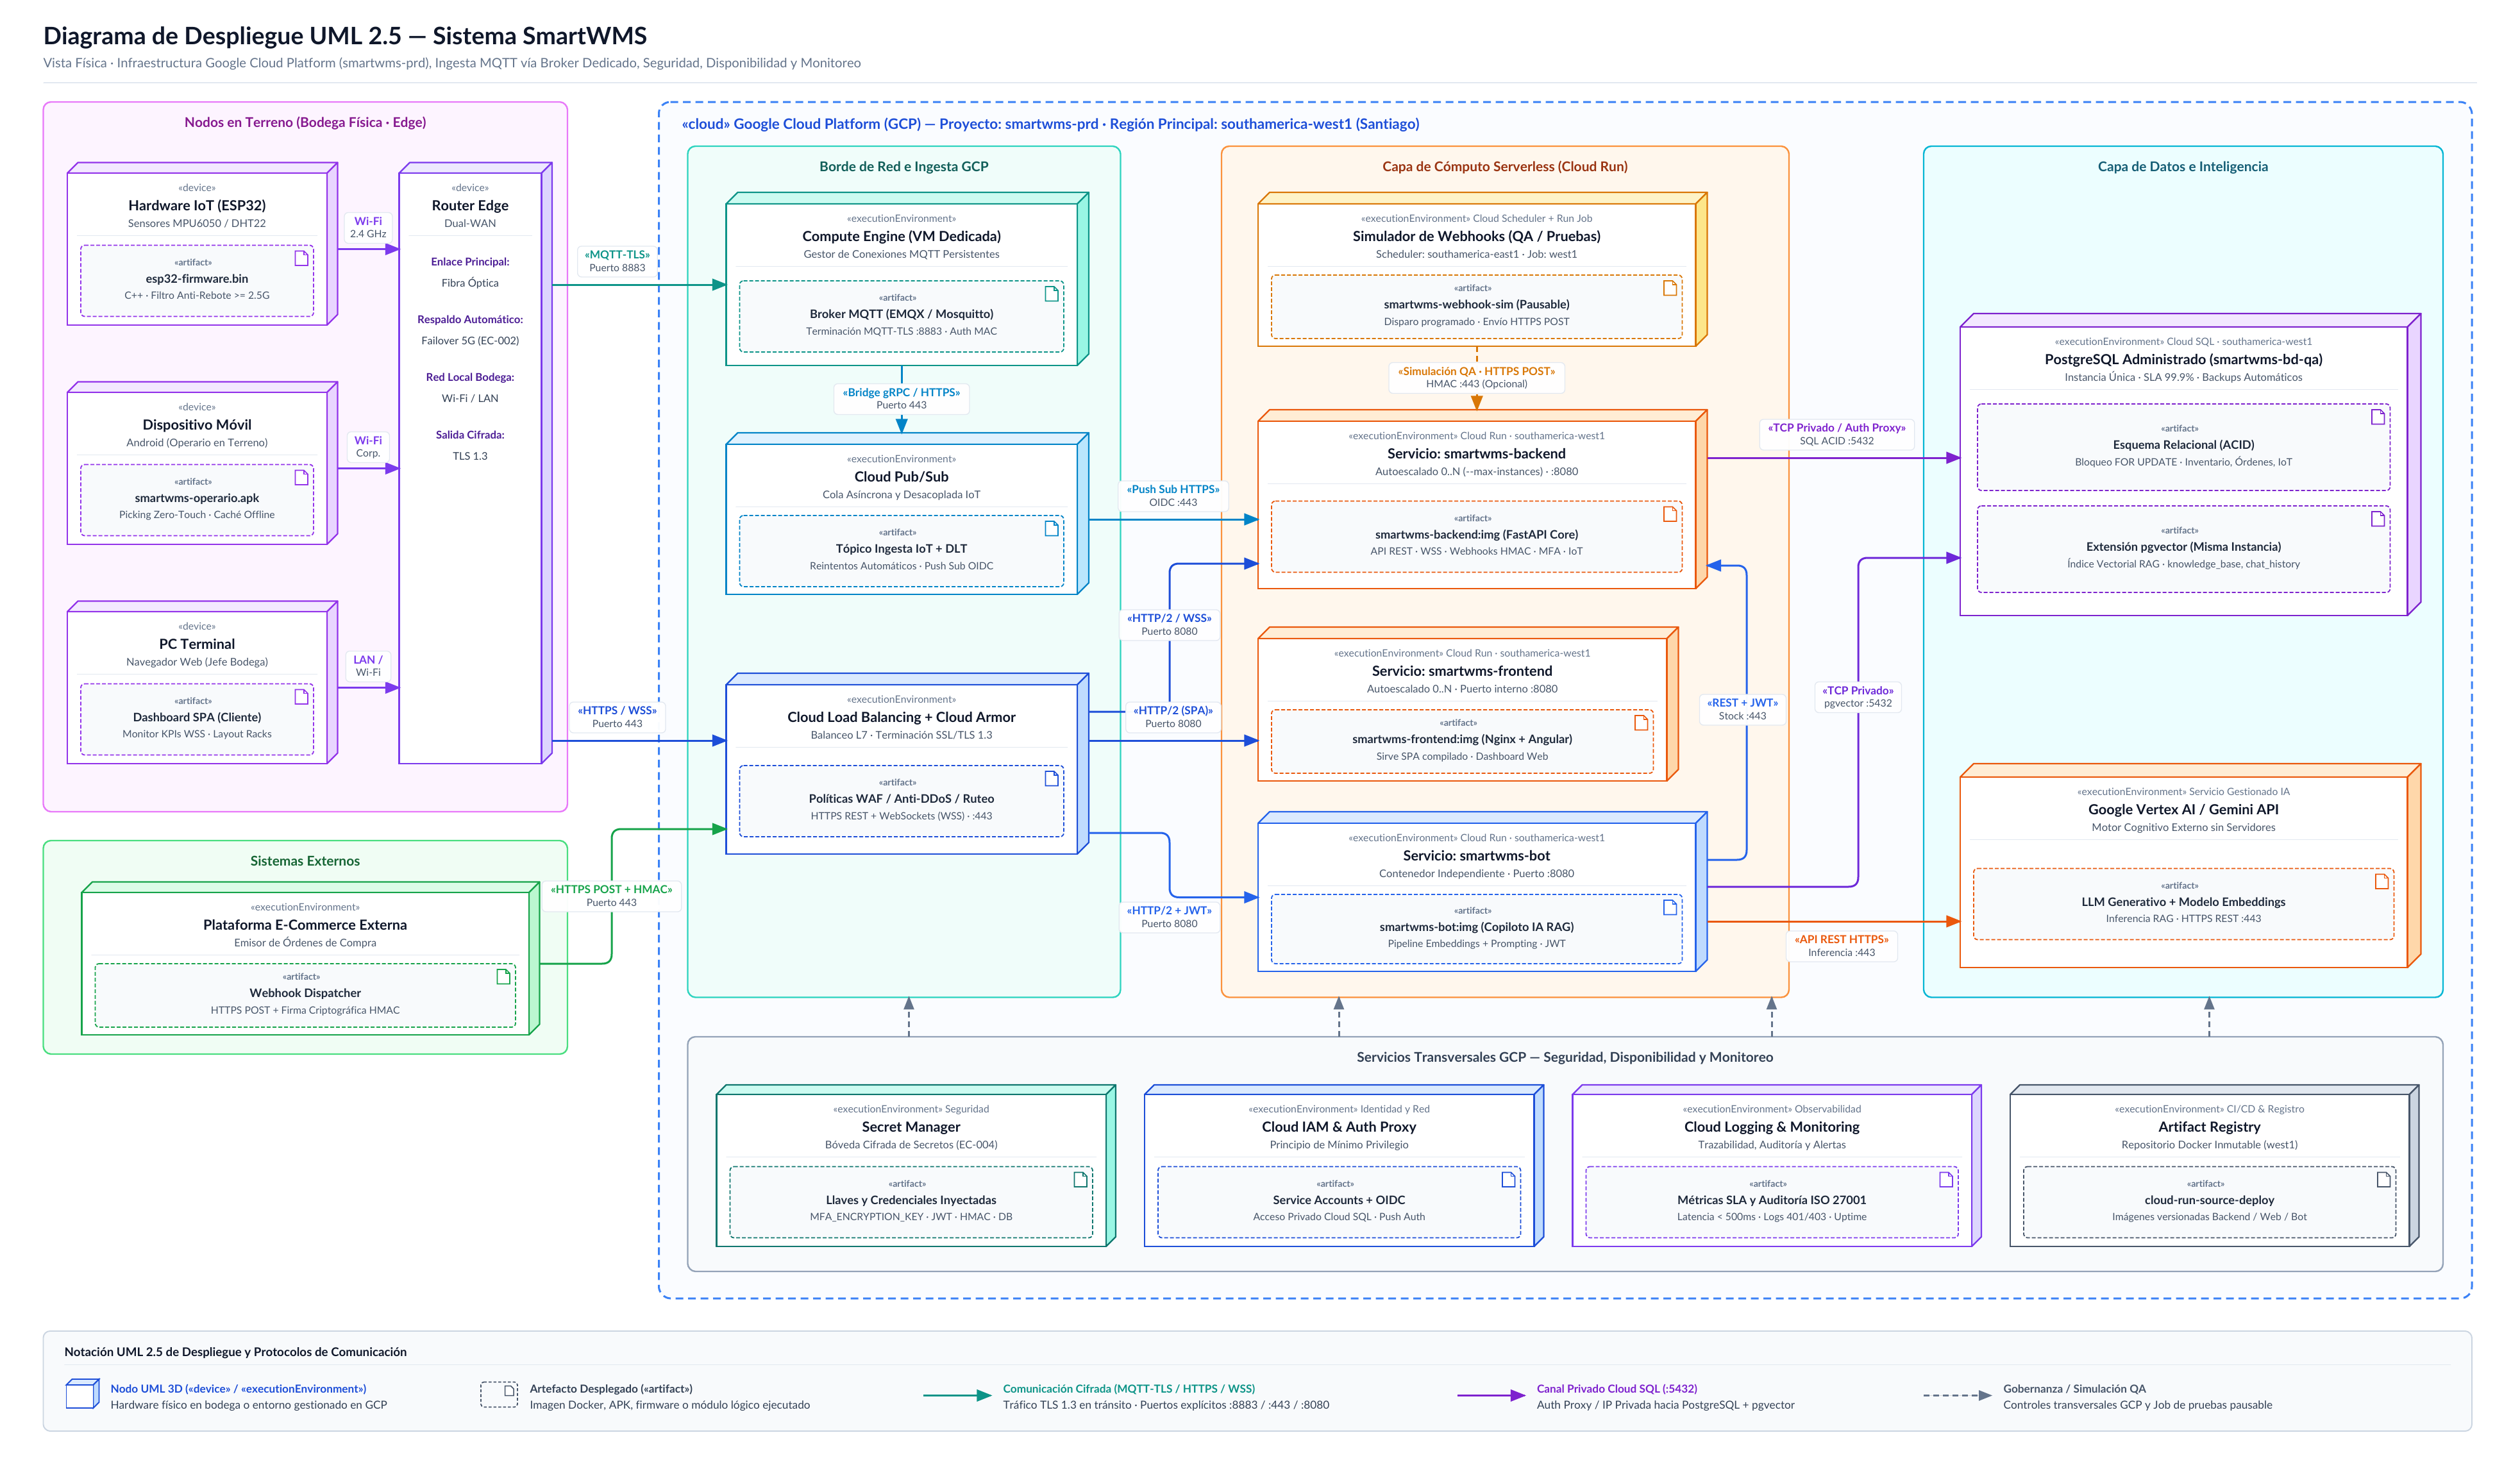 Diagrama de Despliegue UML 2.5 — Sistema SmartWMS
Vista Física · Infraestructura Google Cloud Platform (smartwms-prd), Ingesta MQTT vía Broker Dedicado, Seguridad, Disponibilidad y Monitoreo
Nodos en Terreno (Bodega Física · Edge)
«device»
Hardware IoT (ESP32)
Sensores MPU6050 / DHT22
«artifact»
esp32-firmware.bin
C++ · Filtro Anti-Rebote >= 2.5G
Wi-Fi
2.4 GHz
«device»
Dispositivo Móvil
Android (Operario en Terreno)
«artifact»
smartwms-operario.apk
Picking Zero-Touch · Caché Offline
Wi-Fi
Corp.
«device»
PC Terminal
Navegador Web (Jefe Bodega)
«artifact»
Dashboard SPA (Cliente)
Monitor KPIs WSS · Layout Racks
LAN /
Wi-Fi
«device»
Router Edge
Dual-WAN
Enlace Principal:
Fibra Óptica
Respaldo Automático:
Failover 5G (EC-002)
Red Local Bodega:
Wi-Fi / LAN
Salida Cifrada:
TLS 1.3
«MQTT-TLS»
Puerto 8883
«HTTPS / WSS»
Puerto 443
Sistemas Externos
«executionEnvironment»
Plataforma E-Commerce Externa
Emisor de Órdenes de Compra
«artifact»
Webhook Dispatcher
HTTPS POST + Firma Criptográfica HMAC
«HTTPS POST + HMAC»
Puerto 443
«cloud» Google Cloud Platform (GCP) — Proyecto: smartwms-prd · Región Principal: southamerica-west1 (Santiago)
Borde de Red e Ingesta GCP
«executionEnvironment»
Compute Engine (VM Dedicada)
Gestor de Conexiones MQTT Persistentes
«artifact»
Broker MQTT (EMQX / Mosquitto)
Terminación MQTT-TLS :8883 · Auth MAC
«Bridge gRPC / HTTPS»
Puerto 443
«executionEnvironment»
Cloud Pub/Sub
Cola Asíncrona y Desacoplada IoT
«artifact»
Tópico Ingesta IoT + DLT
Reintentos Automáticos · Push Sub OIDC
«executionEnvironment»
Cloud Load Balancing + Cloud Armor
Balanceo L7 · Terminación SSL/TLS 1.3
«artifact»
Políticas WAF / Anti-DDoS / Ruteo
HTTPS REST + WebSockets (WSS) · :443
«Push Sub HTTPS»
OIDC :443
«HTTP/2 / WSS»
Puerto 8080
«HTTP/2 (SPA)»
Puerto 8080
«HTTP/2 + JWT»
Puerto 8080
Capa de Cómputo Serverless (Cloud Run)
«executionEnvironment» Cloud Scheduler + Run Job
Simulador de Webhooks (QA / Pruebas)
Scheduler: southamerica-east1 · Job: west1
«artifact»
smartwms-webhook-sim (Pausable)
Disparo programado · Envío HTTPS POST
«Simulación QA · HTTPS POST»
HMAC :443 (Opcional)
«executionEnvironment» Cloud Run · southamerica-west1
Servicio: smartwms-backend
Autoescalado 0..N (--max-instances) · :8080
«artifact»
smartwms-backend:img (FastAPI Core)
API REST · WSS · Webhooks HMAC · MFA · IoT
«executionEnvironment» Cloud Run · southamerica-west1
Servicio: smartwms-frontend
Autoescalado 0..N · Puerto interno :8080
«artifact»
smartwms-frontend:img (Nginx + Angular)
Sirve SPA compilado · Dashboard Web
«executionEnvironment» Cloud Run · southamerica-west1
Servicio: smartwms-bot
Contenedor Independiente · Puerto :8080
«artifact»
smartwms-bot:img (Copiloto IA RAG)
Pipeline Embeddings + Prompting · JWT
«REST + JWT»
Stock :443
«TCP Privado / Auth Proxy»
SQL ACID :5432
«TCP Privado»
pgvector :5432
«API REST HTTPS»
Inferencia :443
Capa de Datos e Inteligencia
«executionEnvironment» Cloud SQL · southamerica-west1
PostgreSQL Administrado (smartwms-bd-qa)
Instancia Única · SLA 99.9% · Backups Automáticos
«artifact»
Esquema Relacional (ACID)
Bloqueo FOR UPDATE · Inventario, Órdenes, IoT
«artifact»
Extensión pgvector (Misma Instancia)
Índice Vectorial RAG · knowledge_base, chat_history
«executionEnvironment» Servicio Gestionado IA
Google Vertex AI / Gemini API
Motor Cognitivo Externo sin Servidores
«artifact»
LLM Generativo + Modelo Embeddings
Inferencia RAG · HTTPS REST :443
Servicios Transversales GCP — Seguridad, Disponibilidad y Monitoreo
«executionEnvironment» Seguridad
Secret Manager
Bóveda Cifrada de Secretos (EC-004)
«artifact»
Llaves y Credenciales Inyectadas
MFA_ENCRYPTION_KEY · JWT · HMAC · DB
«executionEnvironment» Identidad y Red
Cloud IAM & Auth Proxy
Principio de Mínimo Privilegio
«artifact»
Service Accounts + OIDC
Acceso Privado Cloud SQL · Push Auth
«executionEnvironment» Observabilidad
Cloud Logging & Monitoring
Trazabilidad, Auditoría y Alertas
«artifact»
Métricas SLA y Auditoría ISO 27001
Latencia < 500ms · Logs 401/403 · Uptime
«executionEnvironment» CI/CD & Registro
Artifact Registry
Repositorio Docker Inmutable (west1)
«artifact»
cloud-run-source-deploy
Imágenes versionadas Backend / Web / Bot
Notación UML 2.5 de Despliegue y Protocolos de Comunicación
Nodo UML 3D («device» / «executionEnvironment»)
Hardware físico en bodega o entorno gestionado en GCP
Artefacto Desplegado («artifact»)
Imagen Docker, APK, firmware o módulo lógico ejecutado
Comunicación Cifrada (MQTT-TLS / HTTPS / WSS)
Tráfico TLS 1.3 en tránsito · Puertos explícitos :8883 / :443 / :8080
Canal Privado Cloud SQL (:5432)
Auth Proxy / IP Privada hacia PostgreSQL + pgvector
Gobernanza / Simulación QA
Controles transversales GCP y Job de pruebas pausable